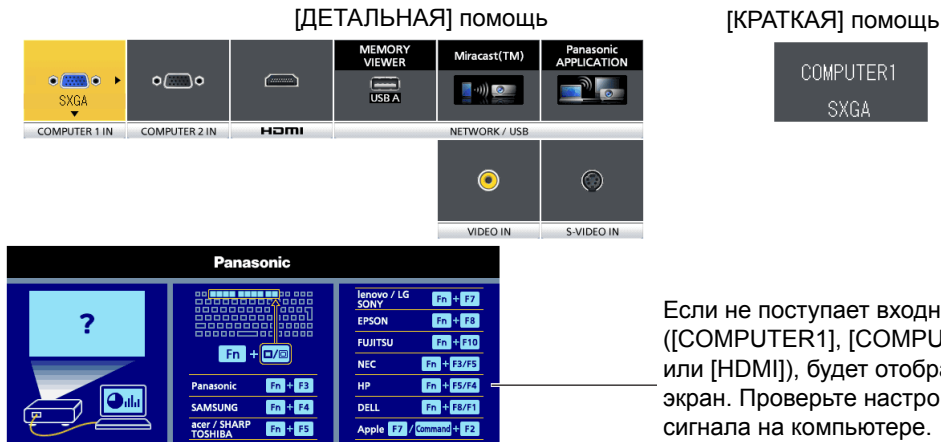 [ДЕТАЛЬНАЯ] помощь
[КРАТКАЯ] помощь
MEMORY VIEWER
Miracast(TM)
Panasonic APPLICATION
SXGA
USB A
COMPUTER 1 IN
COMPUTER 2 IN
HDMI
NETWORK / USB
VIDEO IN
S-VIDEO IN
COMPUTER1
SXGA
Panasonic
?
Fn +
Panasonic Fn + F3
SAMSUNG Fn + F4
acer / SHARP
TOSHIBA Fn + F5
lenovo / LG
SONY Fn + F7
EPSON Fn + F8
FUJITSU Fn + F10
NEC Fn + F3/F5
HP Fn + F5/F4
DELL Fn + F8/F1
Apple F7 / Command + F2
Если не поступает входн
([COMPUTER1], [COMPU
или [HDMI]), будет отобра
экран. Проверьте настро
сигнала на компьютере.